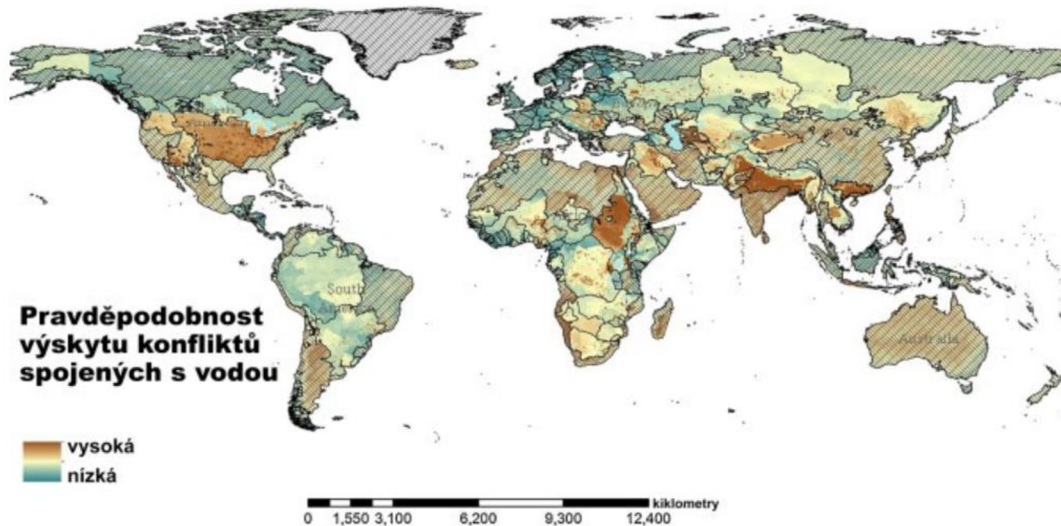 South
Australia
Pravděpodobnost
výskytu konfliktů
spojených s vodou
vysoká
nízká
kiklometry
0 1,550 3,100 6,200 9,300 12,400